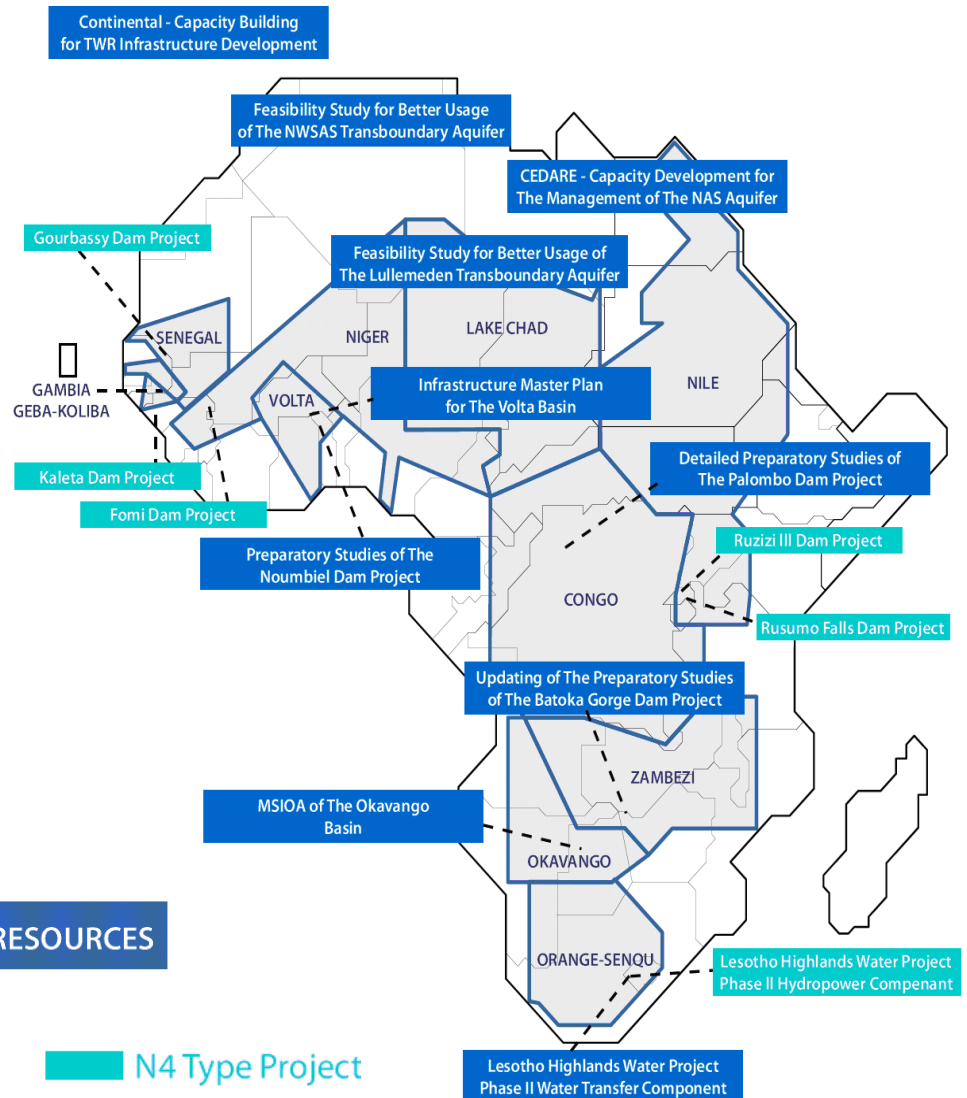 Continental - Capacity Building
for TWR Infrastructure Development
Feasibility Study for Better Usage
of The NWSAS Transboundary Aquifer
CEDARE - Capacity Development for
The Management of The NAS Aquifer
Gourbassy Dam Project
Feasibility Study for Better Usage of
The Lullemeden Transboundary Aquifer
SENEGAL
NIGER
LAKE CHAD
NILE
GAMBIA
GEBA-KOLIBA
VOLTA
Infrastructure Master Plan
for The Volta Basin
Detailed Preparatory Studies of
The Palombo Dam Project
Kaleta Dam Project
Fomi Dam Project
Preparatory Studies of The
Noumbiel Dam Project
Ruzizi III Dam Project
CONGO
Rusumo Falls Dam Project
Updating of The Preparatory Studies
of The Batoka Gorge Dam Project
ZAMBEZI
MSIOA of The Okavango
Basin
OKAVANGO
RESOURCES
ORANGE-SENQU
Lesotho Highlands Water Project
Phase II Hydropower Compenant
N4 Type Project
Lesotho Highlands Water Project
Phase II Water Transfer Component